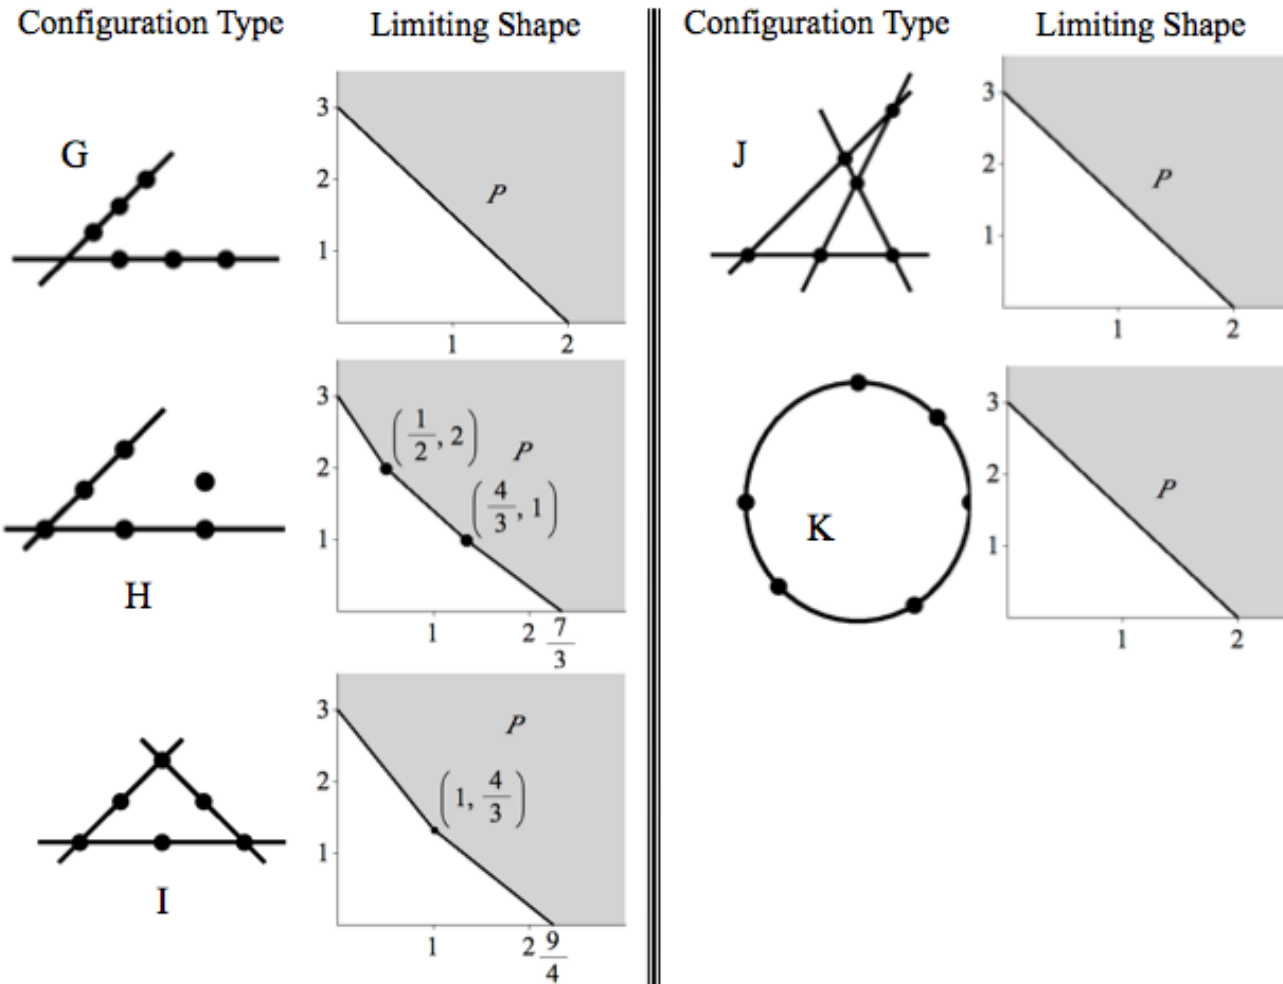 Configuration Type Limiting Shape
G
3
2
1
P
1 2
H
3
2
1
(1/2, 2)
P
(4/3, 1)
1 2 7/3
I
3
2
1
P
(1, 4/3)
1 2 9/4
Configuration Type Limiting Shape
J
3
2
1
P
1 2
K
3
2
1
P
1 2